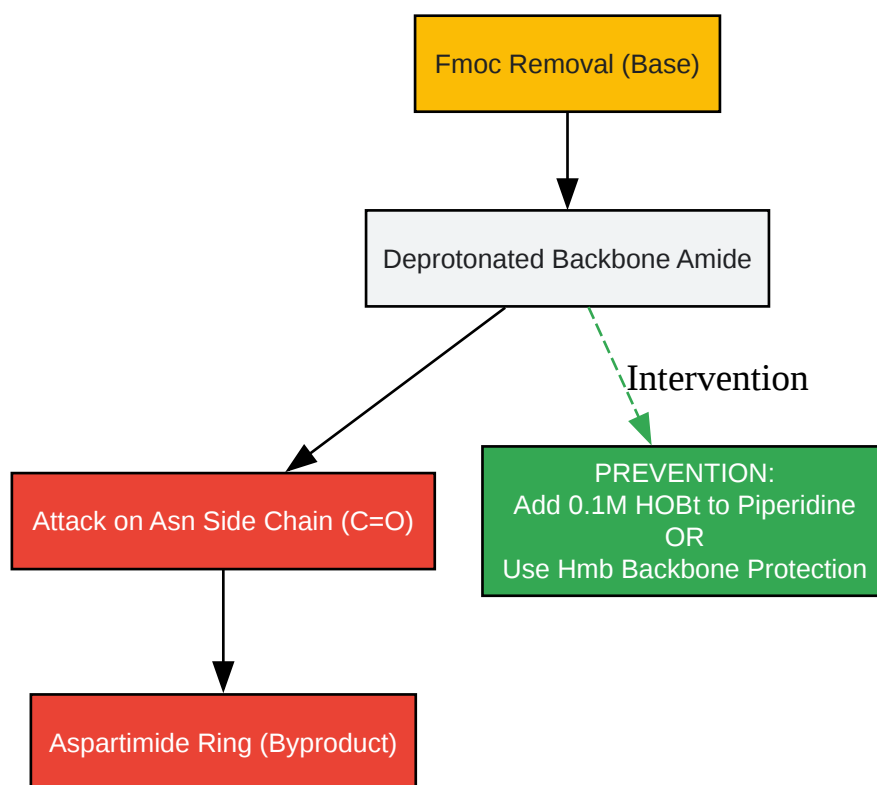 Fmoc Removal (Base)
Deprotonated Backbone Amide
Intervention
Attack on Asn Side Chain (C=O)
PREVENTION:
Add 0.1M HOBt to Piperidine
OR
Use Hmb Backbone Protection
Aspartimide Ring (Byproduct)